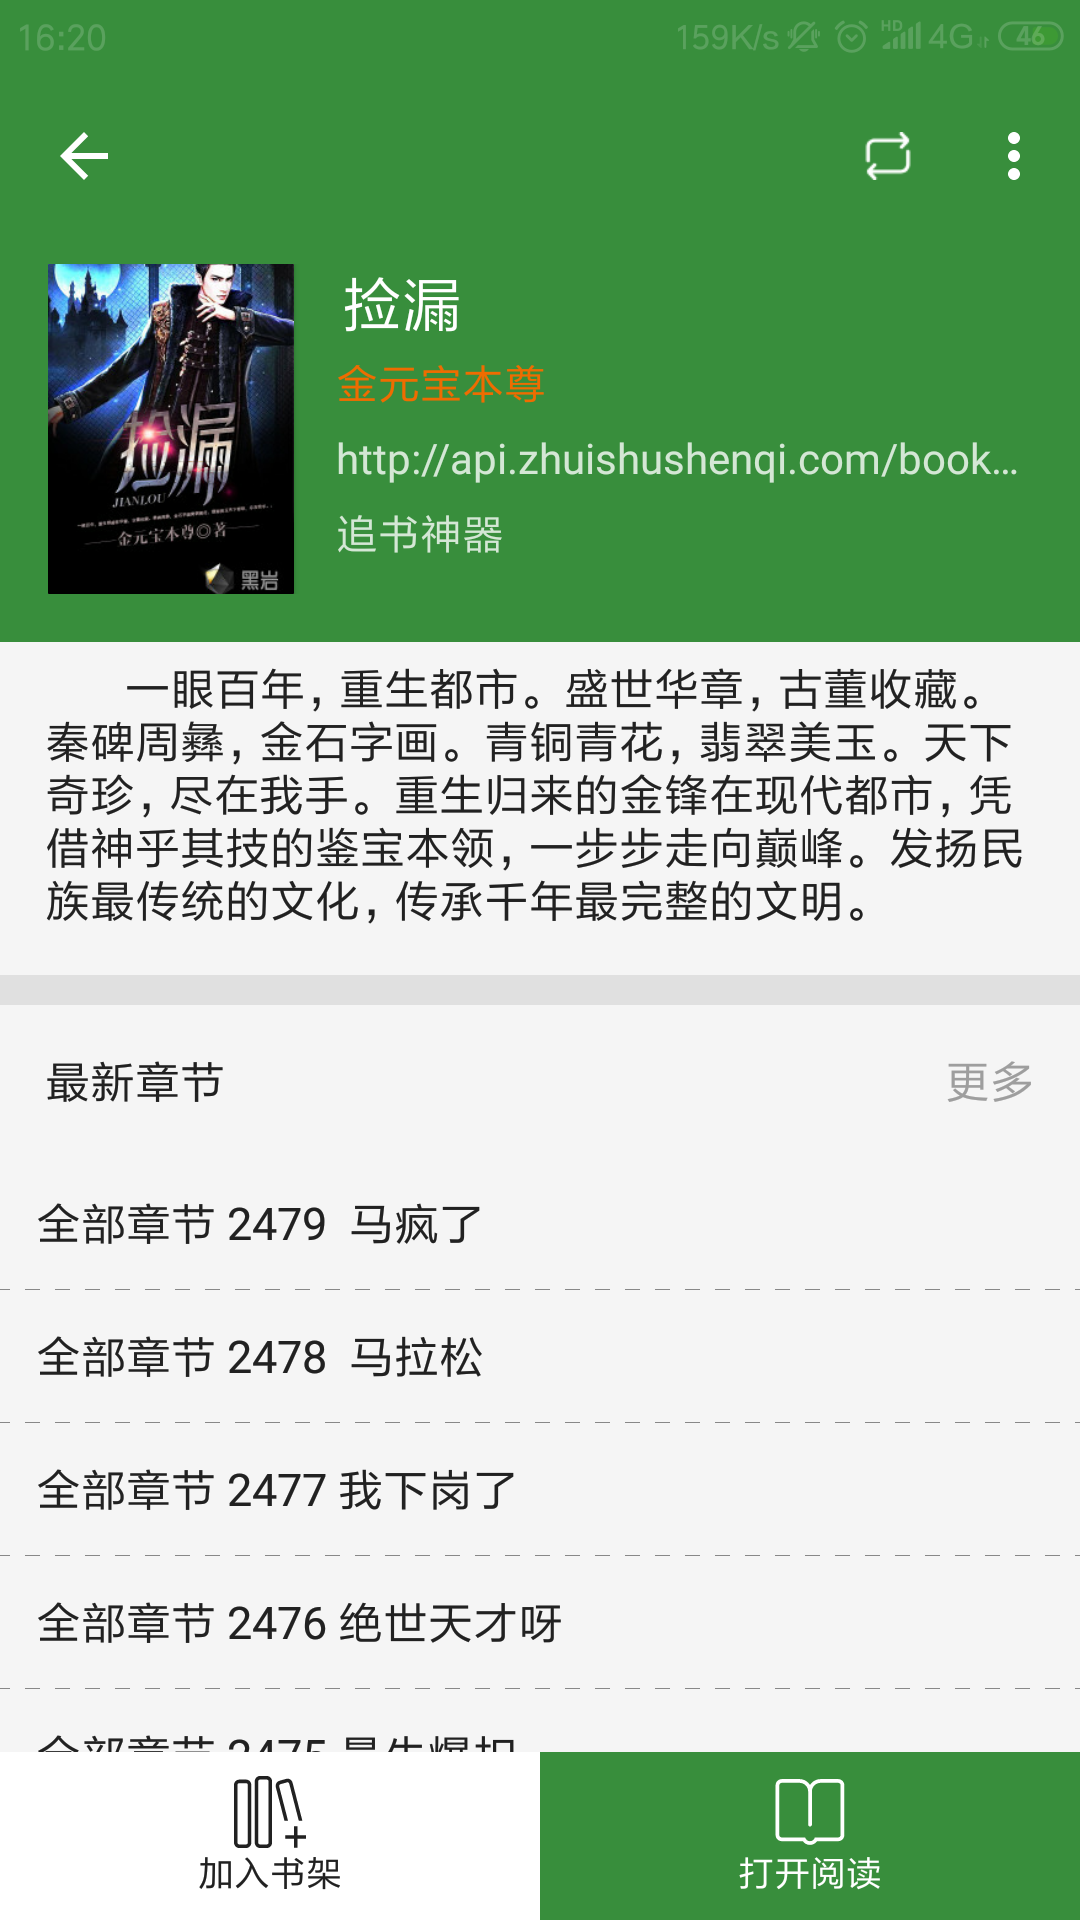 16:20
159K/s HD 4G 46
捡漏
金元宝本尊
http://api.zhuishushenqi.com/book...
追书神器
捡漏
JIANLOU
金元宝本尊◎著
黑岩
一眼百年，重生都市。盛世华章，古董收藏。
秦碑周彝，金石字画。青铜青花，翡翠美玉。天下
奇珍，尽在我手。重生归来的金锋在现代都市，凭
借神乎其技的鉴宝本领，一步步走向巅峰。发扬民
族最传统的文化，传承千年最完整的文明。
最新章节 更多
全部章节 2479 马疯了
全部章节 2478 马拉松
全部章节 2477 我下岗了
全部章节 2476 绝世天才呀
全部章节 2475
加入书架 打开阅读